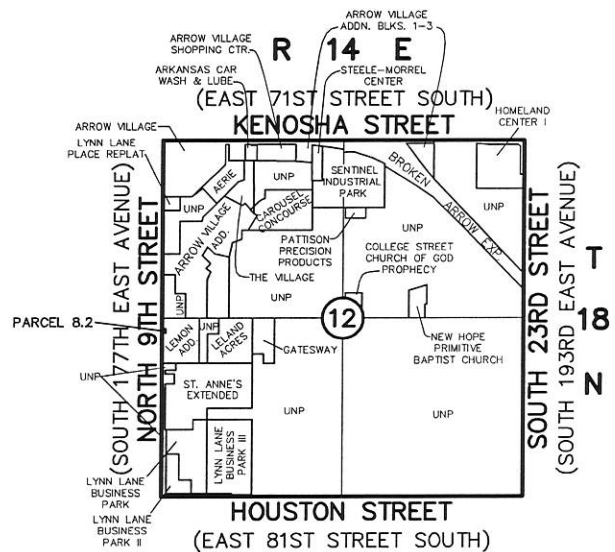 ARROW VILLAGE
ADDN. BLKS. 1-3
ARROW VILLAGE
SHOPPING CTR.
R 14 E
ARKANSAS CAR
WASH & LUBE
STEELE-MORREL
CENTER
(EAST 71ST STREET SOUTH)
KENOSHA STREET
HOMELAND
CENTER I
ARROW VILLAGE
LYNN LANE
PLACE REPLAT
UNP
AERIE
UNP
SENTINEL
INDUSTRIAL
PARK
BROKEN
ARROW EXP
UNP
ARROW VILLAGE
ADD.
CAROUSEL
CONCOURSE
UNP
PATTISON
PRECISION
PRODUCTS
COLLEGE STREET
CHURCH OF GOD
PROPHECY
THE VILLAGE
UNP
UNP
PARCEL 8.2
12
LEMON
ADD.
UNP
LELAND
ACRES
GATESWAY
NEW HOPE
PRIMITIVE
BAPTIST CHURCH
UNP
ST. ANNE'S
EXTENDED
UNP
UNP
LYNN LANE
BUSINESS
PARK III
LYNN LANE
BUSINESS
PARK
LYNN LANE
BUSINESS
PARK II
NORTH 9TH STREET
(SOUTH 177TH EAST AVENUE)
SOUTH 23RD STREET
(SOUTH 193RD EAST AVENUE)
T
18
N
HOUSTON STREET
(EAST 81ST STREET SOUTH)